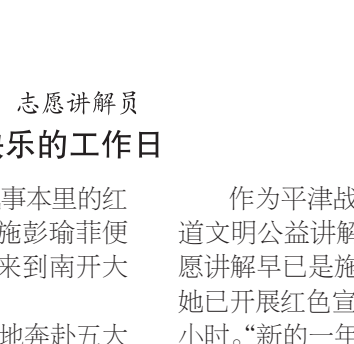 志愿讲解员
乐的工作日
事本里的红
施彭瑜菲便
来到南开大
地奔赴五大
作为平津战
道文明公益讲解
愿讲解早已是施
她已开展红色宣
小时。“新的一年